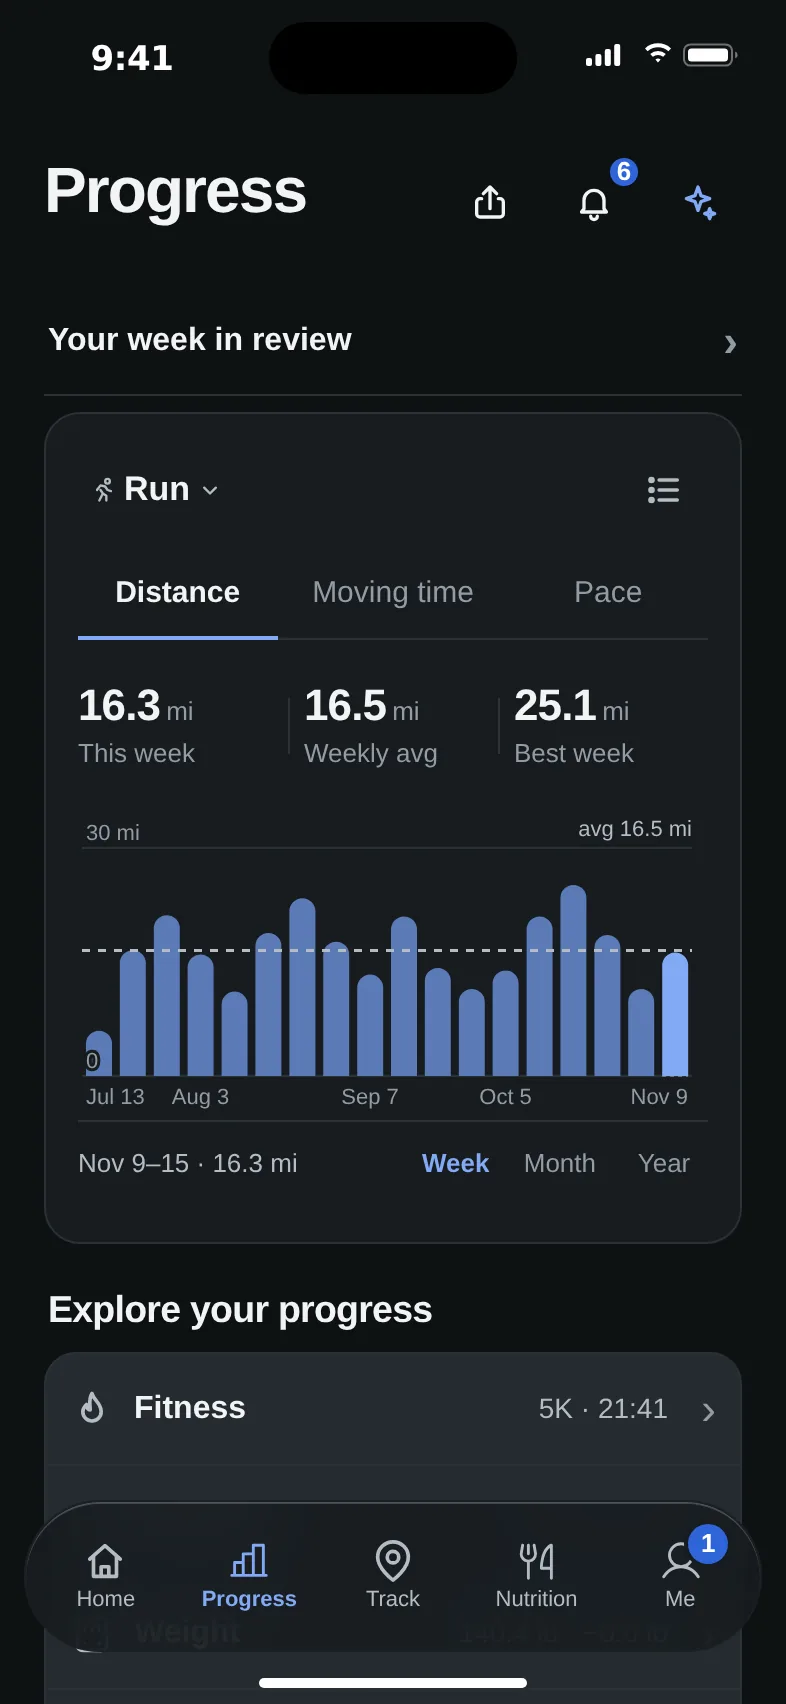 9:41
Progress
6
Your week in review
Run
Distance Moving time Pace
16.3 mi 16.5 mi 25.1 mi
This week Weekly avg Best week
30 mi avg 16.5 mi
0
Jul 13 Aug 3 Sep 7 Oct 5 Nov 9
Nov 9–15 · 16.3 mi Week Month Year
Explore your progress
Fitness 5K · 21:41
1
Home Progress Track Nutrition Me
Weight